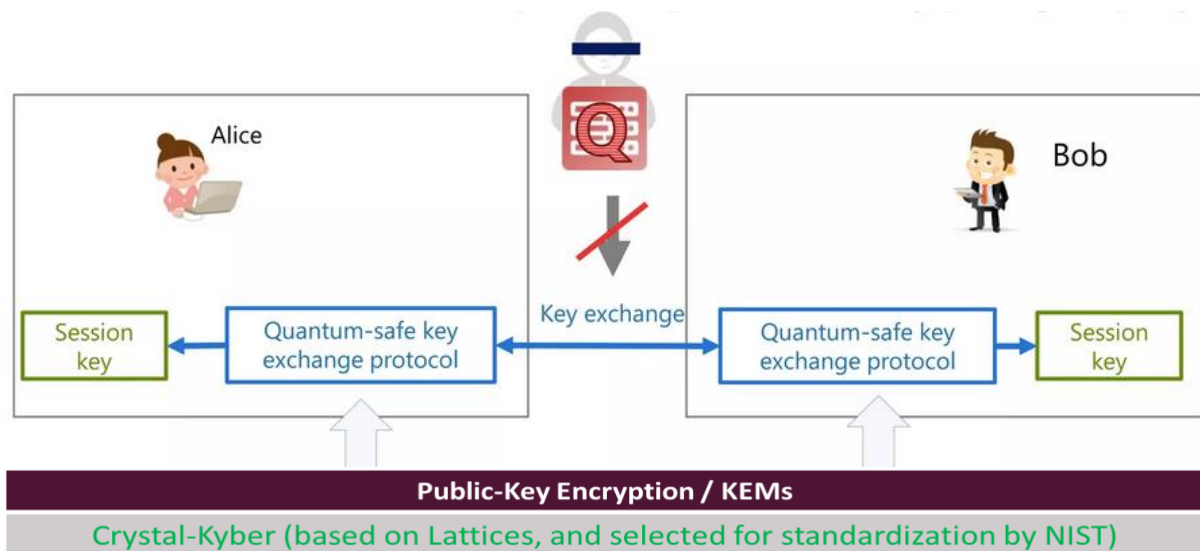 Alice
Q
Bob
Key exchange
Session
key
Quantum-safe key
exchange protocol
Quantum-safe key
exchange protocol
Session
key
Public-Key Encryption / KEMs
Crystal-Kyber (based on Lattices, and selected for standardization by NIST)